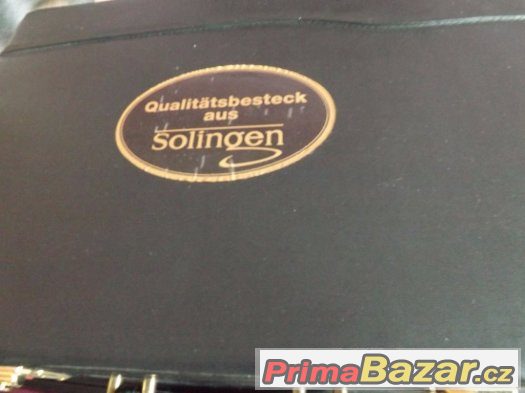 Qualitätsbesteck
aus
Solingen
PrimaBazar.cz